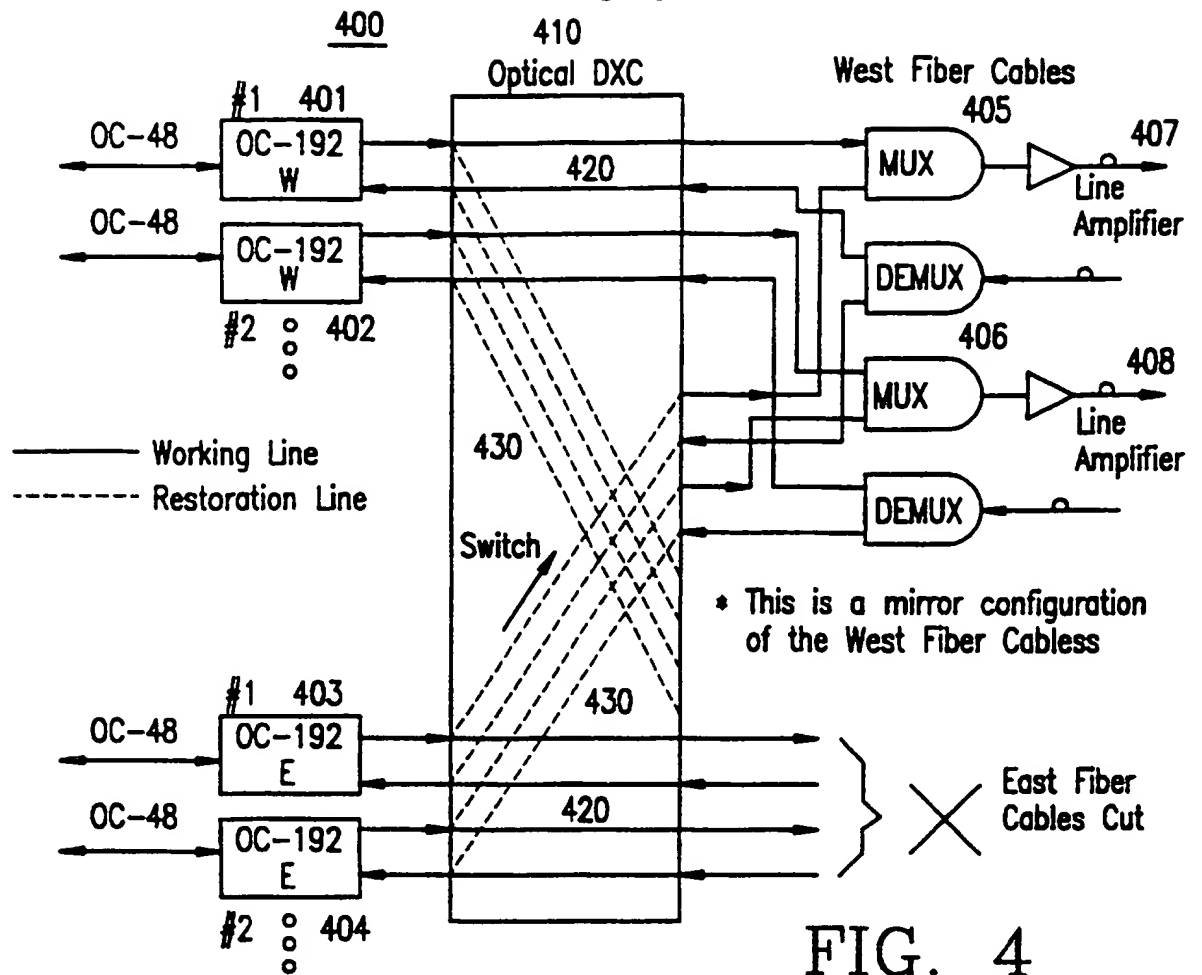 400
410
Optical DXC
West Fiber Cables
#1 401
405
407
OC-48
OC-192
W
420
MUX
Line
Amplifier
OC-48
OC-192
W
DEMUX
#2 402
406
408
MUX
Line
Amplifier
430
Working Line
Restoration Line
DEMUX
Switch
* This is a mirror configuration
of the West Fiber Cabless
#1 403
430
OC-48
OC-192
E
East Fiber
Cables Cut
420
OC-48
OC-192
E
#2 404
FIG. 4